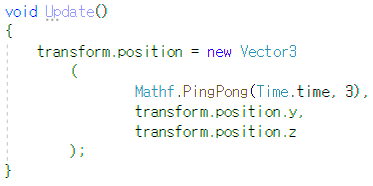 void Update()
{
transform.position = new Vector3
(
Mathf.PingPong(Time.time, 3),
transform.position.y,
transform.position.z
);
}